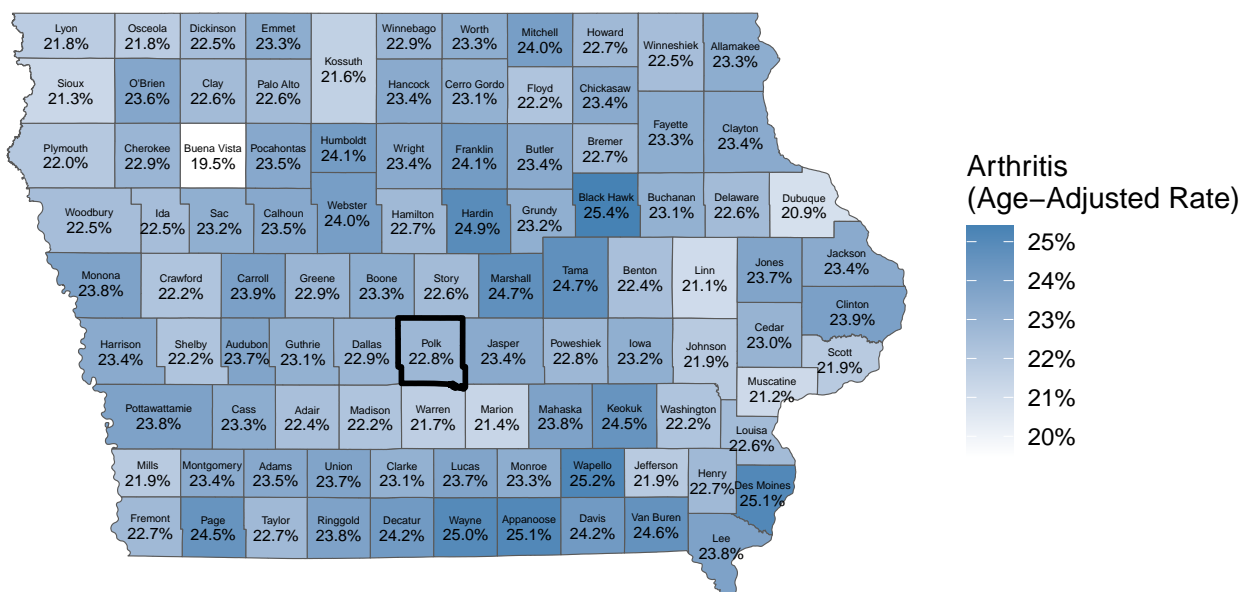 Lyon
21.8%
Osceola
21.8%
Dickinson
22.5%
Emmet
23.3%
Kossuth
21.6%
Winnebago
22.9%
Worth
23.3%
Mitchell
24.0%
Howard
22.7%
Winneshiek
22.5%
Allamakee
23.3%
Sioux
21.3%
O'Brien
23.6%
Clay
22.6%
Palo Alto
22.6%
Hancock
23.4%
Cerro Gordo
23.1%
Floyd
22.2%
Chickasaw
23.4%
Plymouth
22.0%
Cherokee
22.9%
Buena Vista
19.5%
Pocahontas
23.5%
Humboldt
24.1%
Wright
23.4%
Franklin
24.1%
Butler
23.4%
Bremer
22.7%
Fayette
23.3%
Clayton
23.4%
Woodbury
22.5%
Ida
22.5%
Sac
23.2%
Calhoun
23.5%
Webster
24.0%
Hamilton
22.7%
Hardin
24.9%
Grundy
23.2%
Black Hawk
25.4%
Buchanan
23.1%
Delaware
22.6%
Dubuque
20.9%
Monona
23.8%
Crawford
22.2%
Carroll
23.9%
Greene
22.9%
Boone
23.3%
Story
22.6%
Marshall
24.7%
Tama
24.7%
Benton
22.4%
Linn
21.1%
Jones
23.7%
Jackson
23.4%
Clinton
23.9%
Harrison
23.4%
Shelby
22.2%
Audubon
23.7%
Guthrie
23.1%
Dallas
22.9%
Polk
22.8%
Jasper
23.4%
Poweshiek
22.8%
Iowa
23.2%
Johnson
21.9%
Cedar
23.0%
Scott
21.9%
Muscatine
21.2%
Pottawattamie
23.8%
Cass
23.3%
Adair
22.4%
Madison
22.2%
Warren
21.7%
Marion
21.4%
Mahaska
23.8%
Keokuk
24.5%
Washington
22.2%
Louisa
22.6%
Mills
21.9%
Montgomery
23.4%
Adams
23.5%
Union
23.7%
Clarke
23.1%
Lucas
23.7%
Monroe
23.3%
Wapello
25.2%
Jefferson
21.9%
Henry
22.7%
Des Moines
25.1%
Fremont
22.7%
Page
24.5%
Taylor
22.7%
Ringgold
23.8%
Decatur
24.2%
Wayne
25.0%
Appanoose
25.1%
Davis
24.2%
Van Buren
24.6%
Lee
23.8%
Arthritis
(Age−Adjusted Rate)
25%
24%
23%
22%
21%
20%